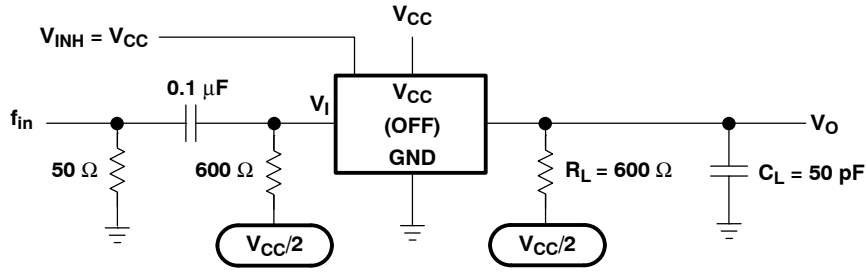 VCC
VINH = VCC
0.1 μF
VI
VCC
fin
(OFF)
VO
GND
50 Ω
600 Ω
RL = 600 Ω
CL = 50 pF
VCC/2
VCC/2